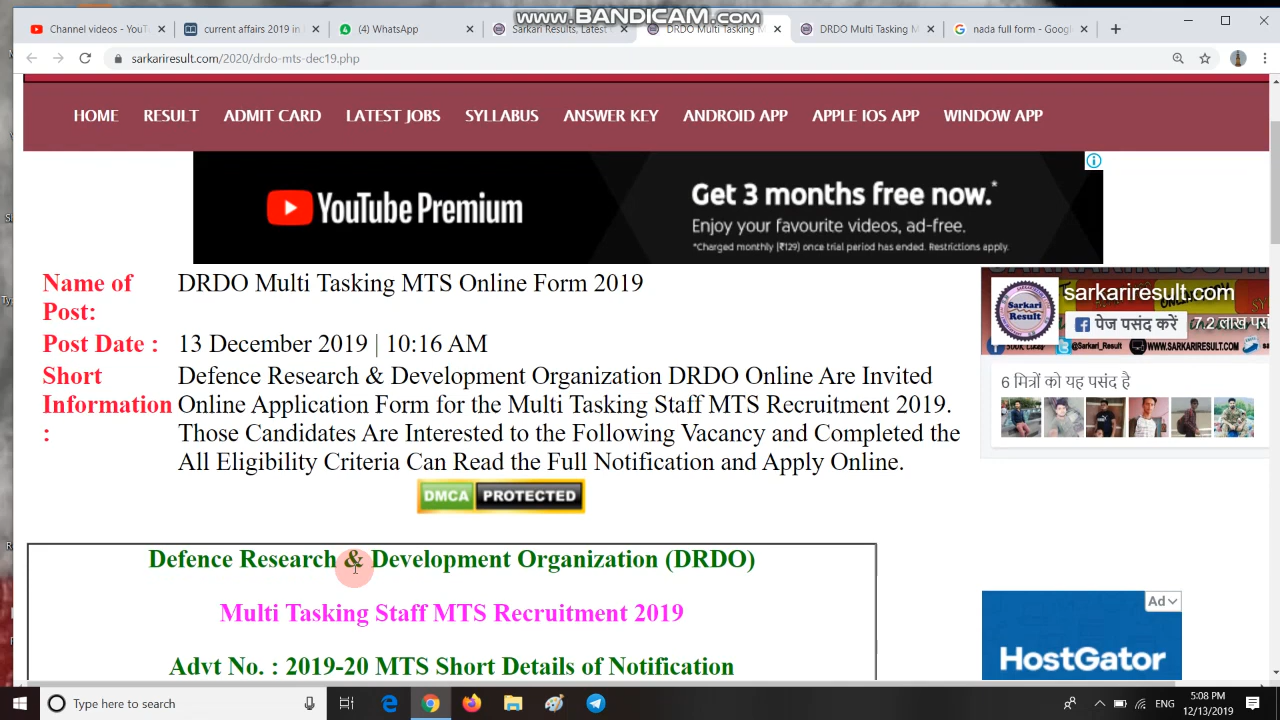 www.BANDICAM.com
Channel videos - YouT
current affairs 2019 in
(4) WhatsApp
Sarkari Results, Latest
DRDO Multi Tasking M
DRDO Multi Tasking M
nada full form - Google
sarkariresult.com/2020/drdo-mts-dec19.php
HOME RESULT ADMIT CARD LATEST JOBS SYLLABUS ANSWER KEY ANDROID APP APPLE IOS APP WINDOW APP
YouTube Premium
Get 3 months free now.*
Enjoy your favourite videos, ad-free.
*Charged monthly (₹129) once trial period has ended. Restrictions apply.
Name of Post:
DRDO Multi Tasking MTS Online Form 2019
Post Date :
13 December 2019 | 10:16 AM
Short Information :
Defence Research & Development Organization DRDO Online Are Invited
Online Application Form for the Multi Tasking Staff MTS Recruitment 2019.
Those Candidates Are Interested to the Following Vacancy and Completed the
All Eligibility Criteria Can Read the Full Notification and Apply Online.
DMCA PROTECTED
sarkariresult.com
Sarkari Result
पेज पसंद करें
7.2 लाख पसं
@Sarkari_Result
WWW.SARKARIRESULT.COM
6 मित्रों को यह पसंद है
Defence Research & Development Organization (DRDO)
Multi Tasking Staff MTS Recruitment 2019
Advt No. : 2019-20 MTS Short Details of Notification
Ad
HostGator
Type here to search
ENG
5:08 PM
12/13/2019